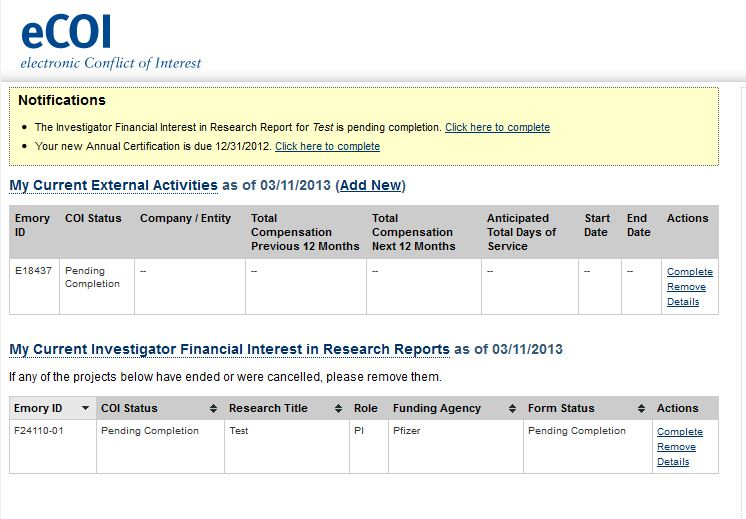 eCOI
electronic Conflict of Interest
Notifications
The Investigator Financial Interest in Research Report for Test is pending completion. Click here to complete
Your new Annual Certification is due 12/31/2012. Click here to complete
My Current External Activities as of 03/11/2013 (Add New)
Emory ID COI Status Company / Entity Total Compensation Previous 12 Months Total Compensation Next 12 Months Anticipated Total Days of Service Start Date End Date Actions
E18437 Pending Completion -- -- -- -- -- -- Complete
Remove
Details
My Current Investigator Financial Interest in Research Reports as of 03/11/2013
If any of the projects below have ended or were cancelled, please remove them.
Emory ID COI Status Research Title Role Funding Agency Form Status Actions
F24110-01 Pending Completion Test PI Pfizer Pending Completion Complete
Remove
Details